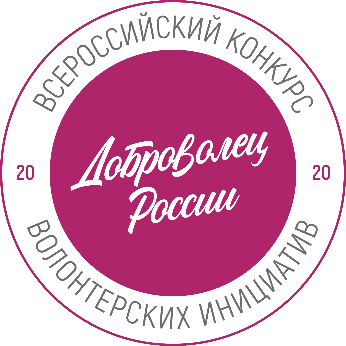 ВСЕРОССИЙСКИЙ КОНКУРС
Доброволец
России
20
20
ВОЛОНТЕРСКИХ ИНИЦИАТИВ